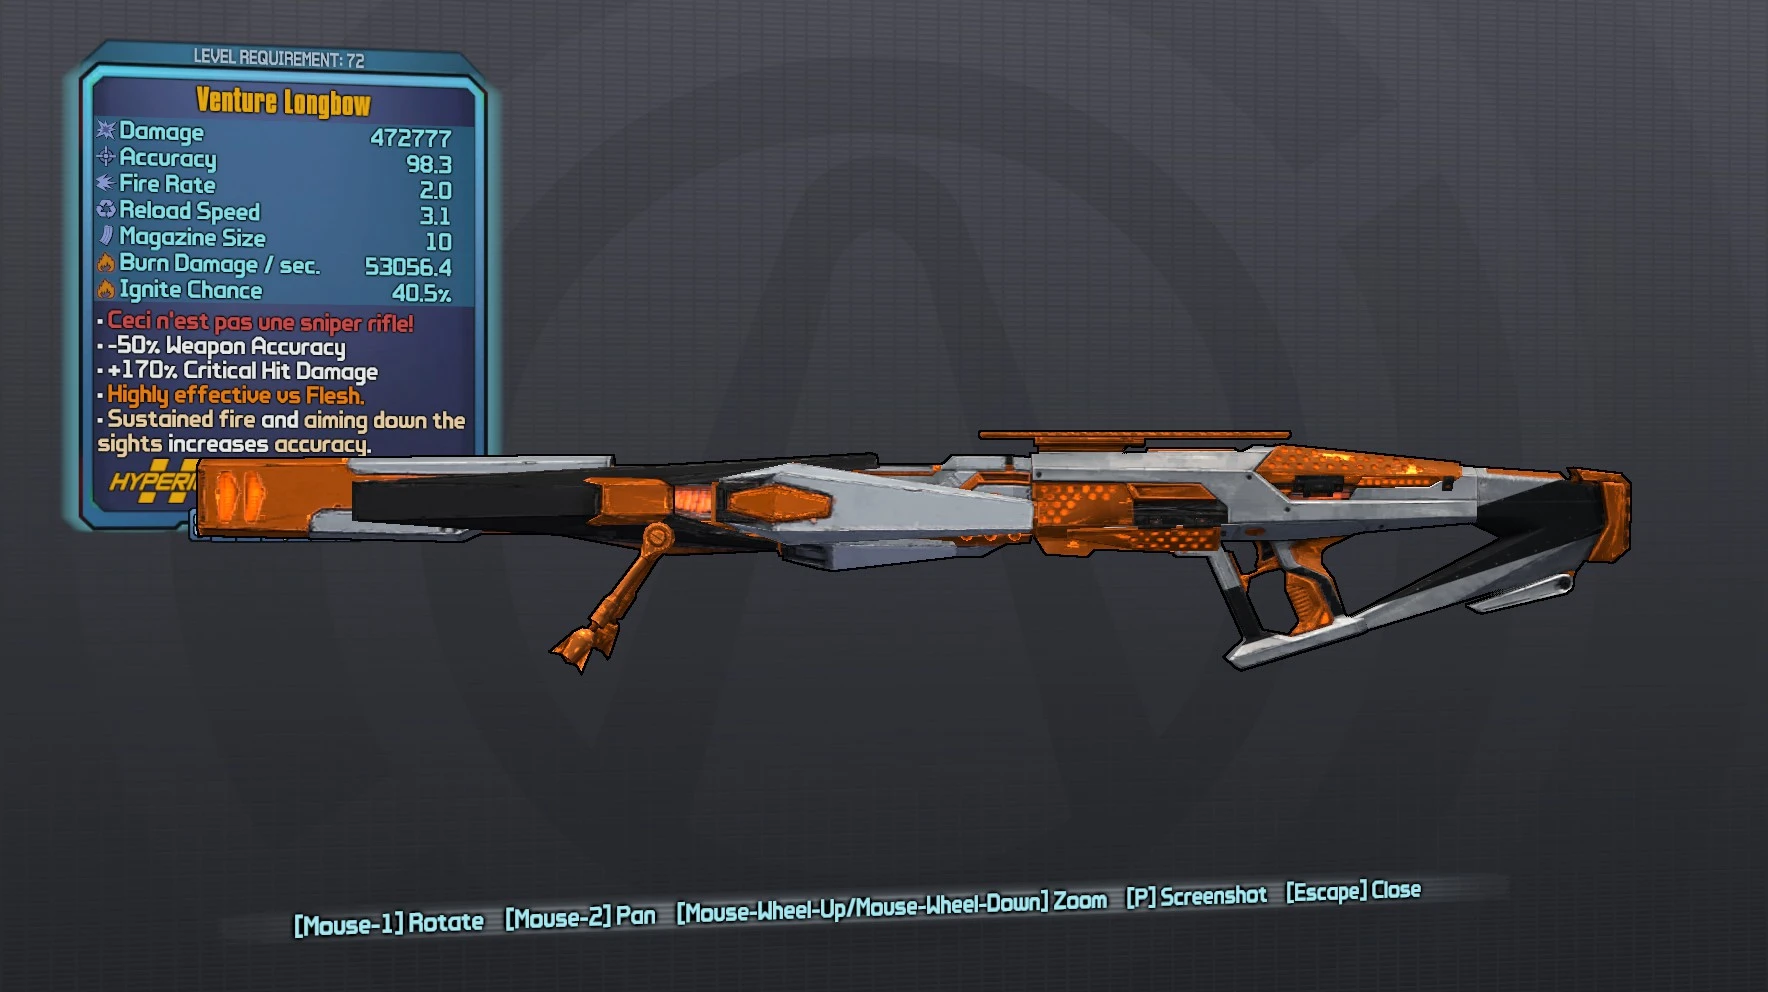 LEVEL REQUIREMENT: 72
Venture Longbow
Damage 472777
Accuracy 98.3
Fire Rate 2.0
Reload Speed 3.1
Magazine Size 10
Burn Damage / sec. 53056.4
Ignite Chance 40.5%
• Ceci n'est pas une sniper rifle!
• -50% Weapon Accuracy
• +170% Critical Hit Damage
• Highly effective vs Flesh.
• Sustained fire and aiming down the
sights increases accuracy.
[Mouse-1] Rotate [Mouse-2] Pan [Mouse-Wheel-Up/Mouse-Wheel-Down] Zoom [P] Screenshot [Escape] Close